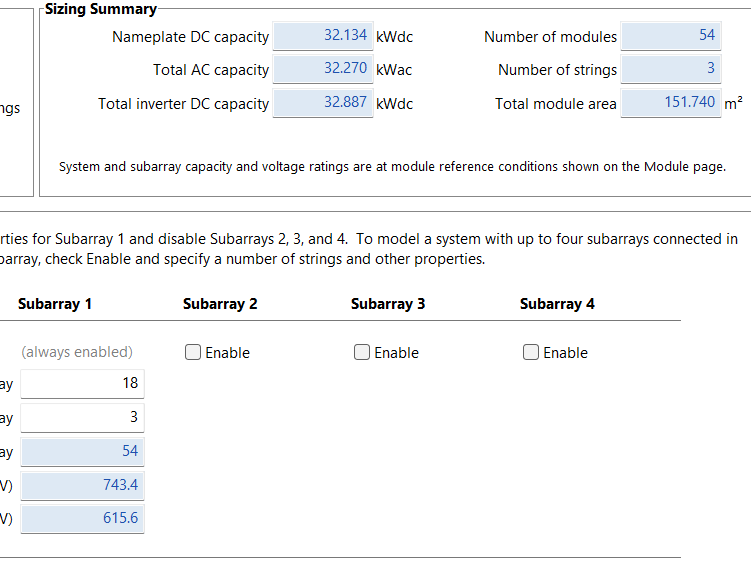 Sizing Summary
Nameplate DC capacity 32.134 kWdc Number of modules 54
Total AC capacity 32.270 kWac Number of strings 3
ngs Total inverter DC capacity 32.887 kWdc Total module area 151.740 m²
System and subarray capacity and voltage ratings are at module reference conditions shown on the Module page.
rties for Subarray 1 and disable Subarrays 2, 3, and 4. To model a system with up to four subarrays connected in
barray, check Enable and specify a number of strings and other properties.
Subarray 1 Subarray 2 Subarray 3 Subarray 4
(always enabled) Enable Enable Enable
ay 18
ay 3
ay 54
V) 743.4
V) 615.6